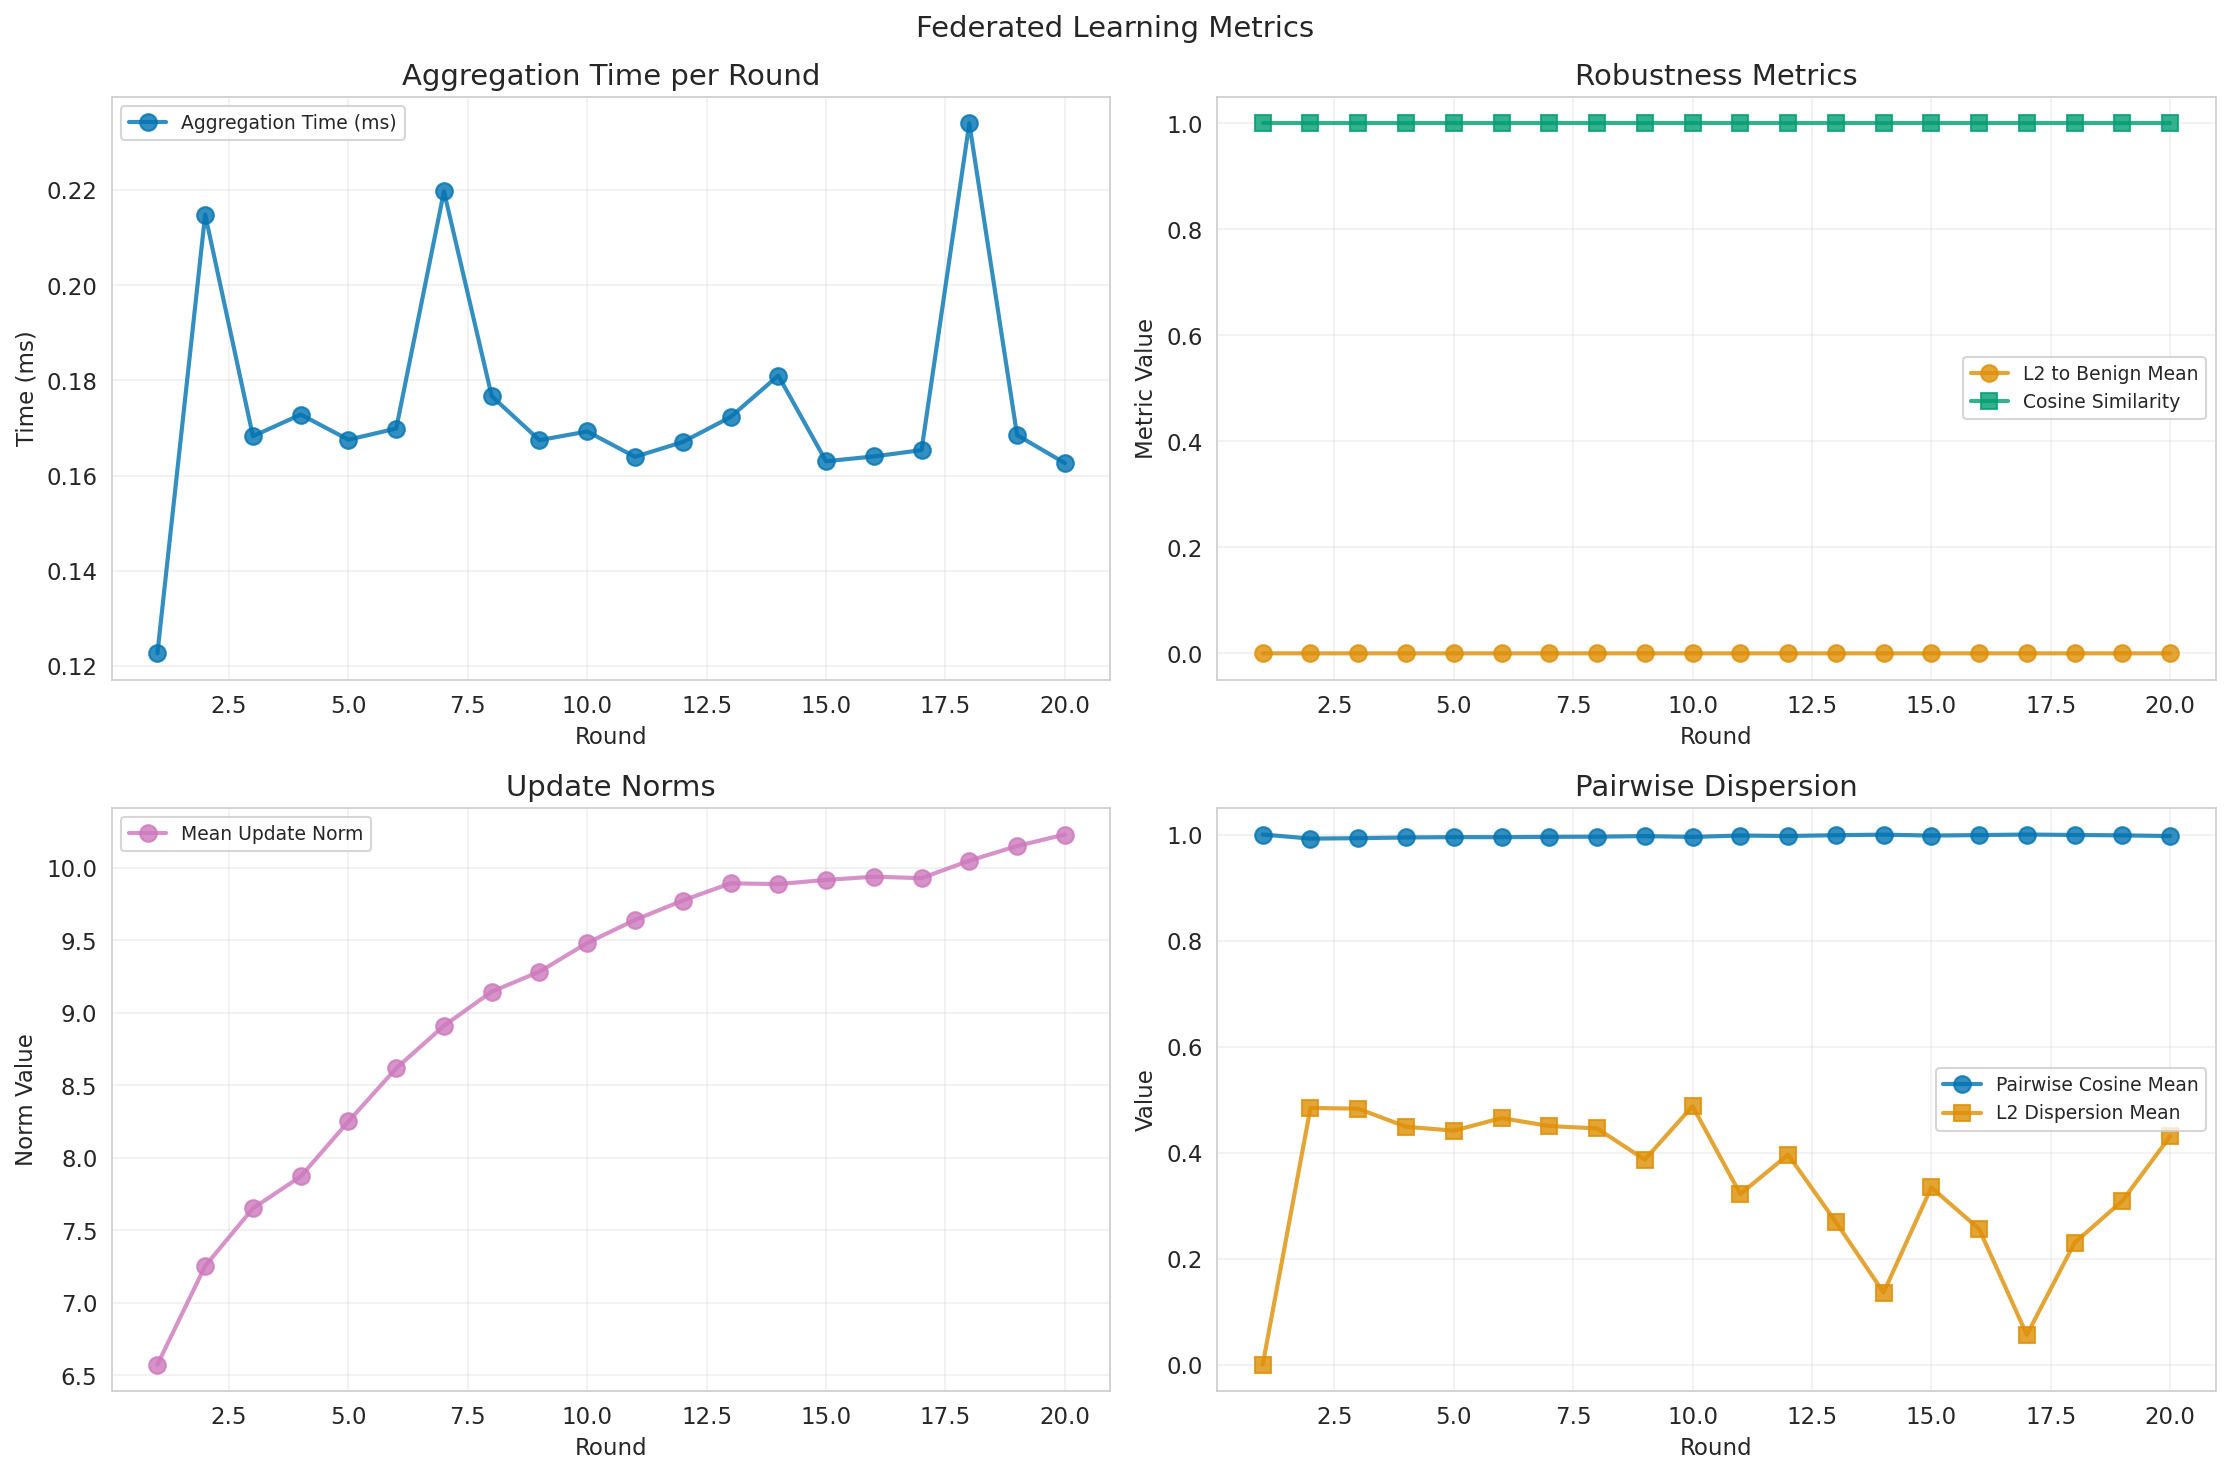 Federated Learning Metrics
Aggregation Time per Round
Aggregation Time (ms)
Time (ms)
0.22
0.20
0.18
0.16
0.14
0.12
2.5 5.0 7.5 10.0 12.5 15.0 17.5 20.0
Round
Robustness Metrics
Metric Value
1.0
0.8
0.6
0.4
0.2
0.0
L2 to Benign Mean
Cosine Similarity
2.5 5.0 7.5 10.0 12.5 15.0 17.5 20.0
Round
Update Norms
Mean Update Norm
Norm Value
10.0
9.5
9.0
8.5
8.0
7.5
7.0
6.5
2.5 5.0 7.5 10.0 12.5 15.0 17.5 20.0
Round
Pairwise Dispersion
Value
1.0
0.8
0.6
0.4
0.2
0.0
Pairwise Cosine Mean
L2 Dispersion Mean
2.5 5.0 7.5 10.0 12.5 15.0 17.5 20.0
Round